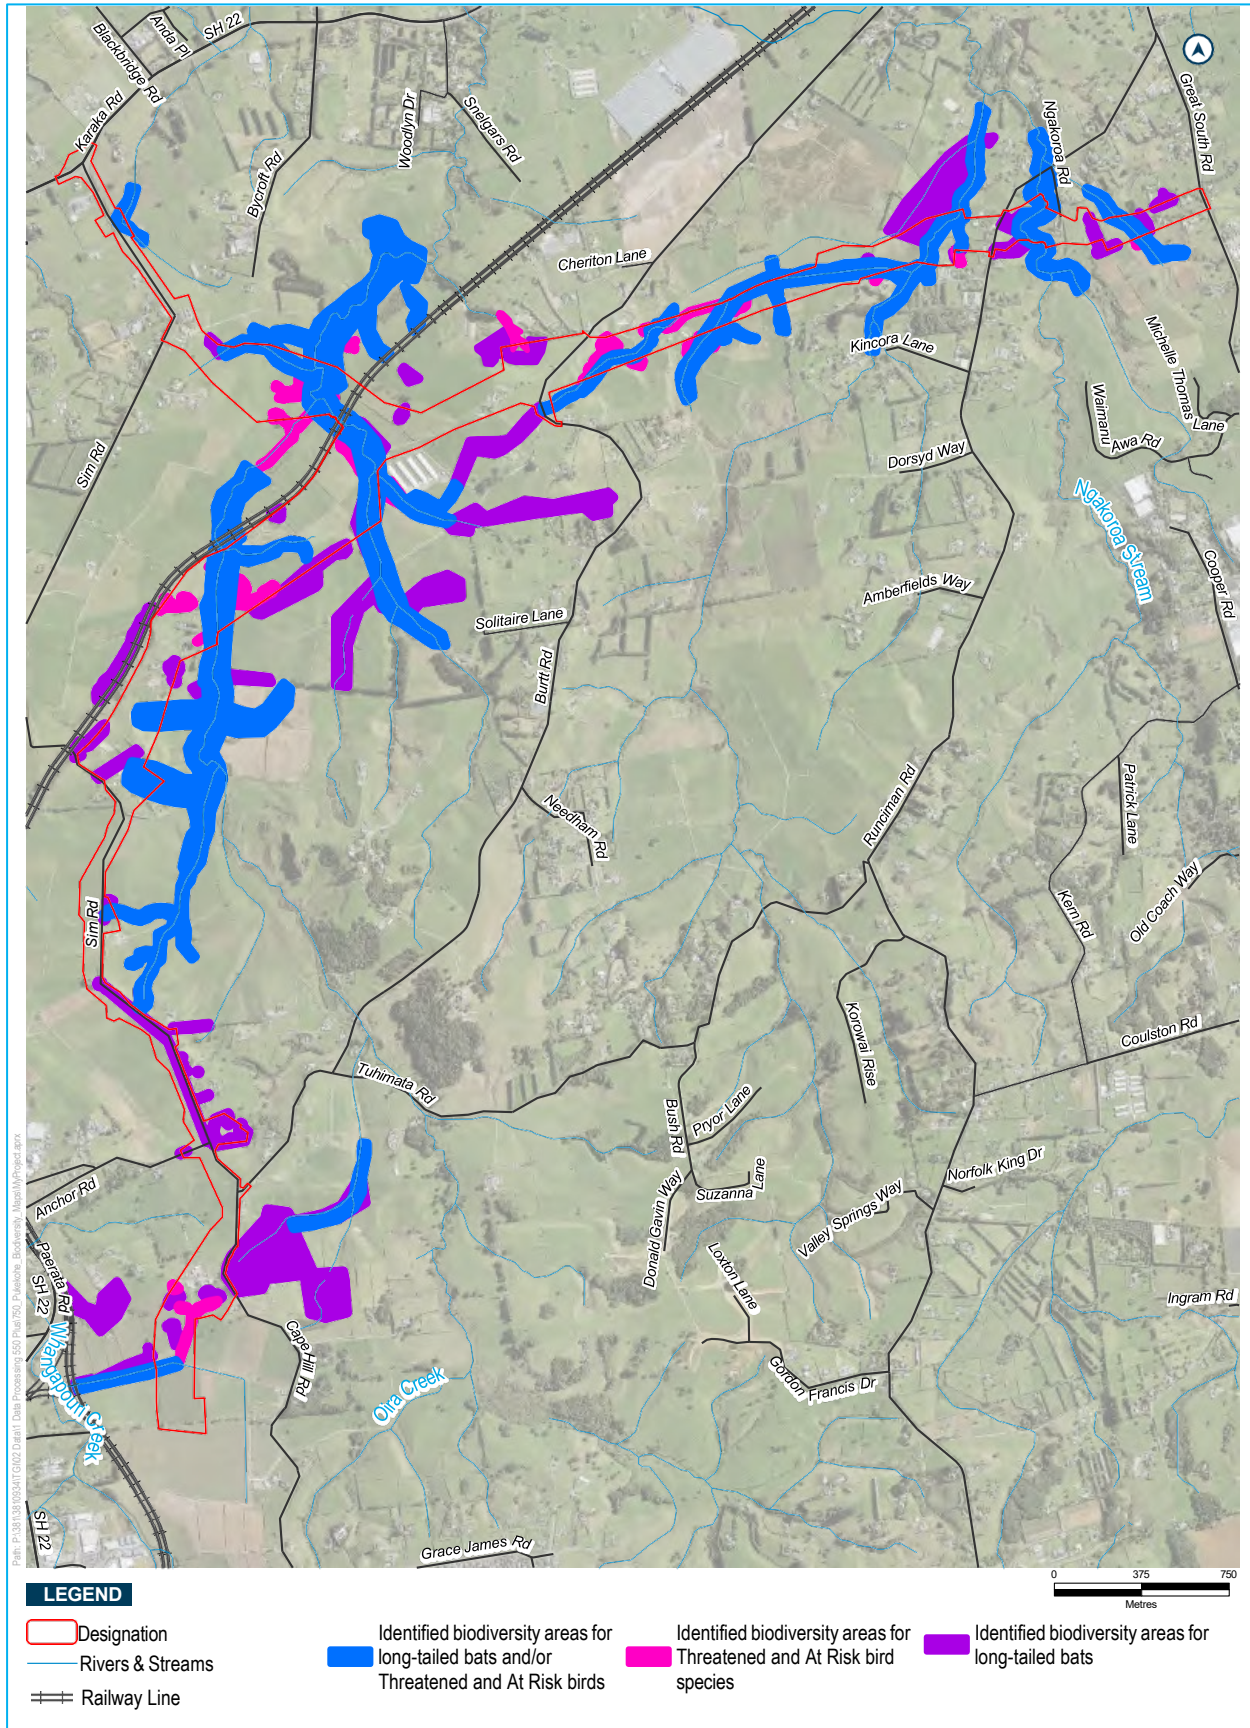 Blackbridge Rd
Anda Pl
SH 22
Karaka Rd
Bycroft Rd
Woodlyn Dr
Snelgars Rd
Great South Rd
Ngakoroa Rd
Cheriton Lane
Kincora Lane
Michelle Thomas Lane
Waimanu
Awa Rd
Sim Rd
Dorsyd Way
Ngakoroa Stream
Cooper Rd
Amberfields Way
Solitaire Lane
Burtt Rd
Runciman Rd
Needham Rd
Patrick Lane
Kern Rd
Old Coach Way
Sim Rd
Korowai Rise
Coulston Rd
Tuhimata Rd
Bush Rd
Pryor Lane
Norfolk King Dr
Suzanna Lane
Donald Gavin Way
Valley Springs Way
Anchor Rd
Paerata Rd
SH 22
Loxton Lane
Ingram Rd
Whangapouri Creek
Cape Hill Rd
Gordon
Francis Dr
Oira Creek
SH 22
Grace James Rd
0 375 750
Metres
LEGEND
Designation
Rivers & Streams
Railway Line
Identified biodiversity areas for
long-tailed bats and/or
Threatened and At Risk birds
Identified biodiversity areas for
Threatened and At Risk bird
species
Identified biodiversity areas for
long-tailed bats